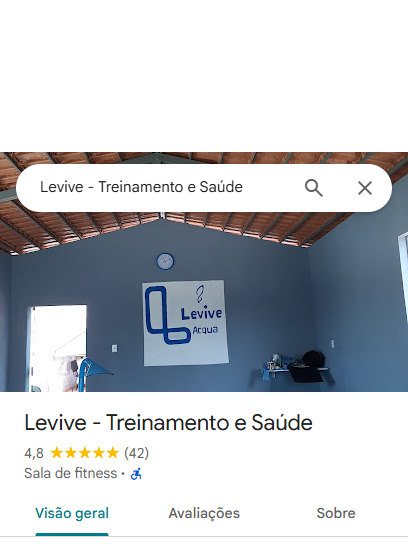 Levive - Treinamento e Saúde
Levive
Acqua
Levive - Treinamento e Saúde
4,8 (42)
Sala de fitness ·
Visão geral
Avaliações
Sobre